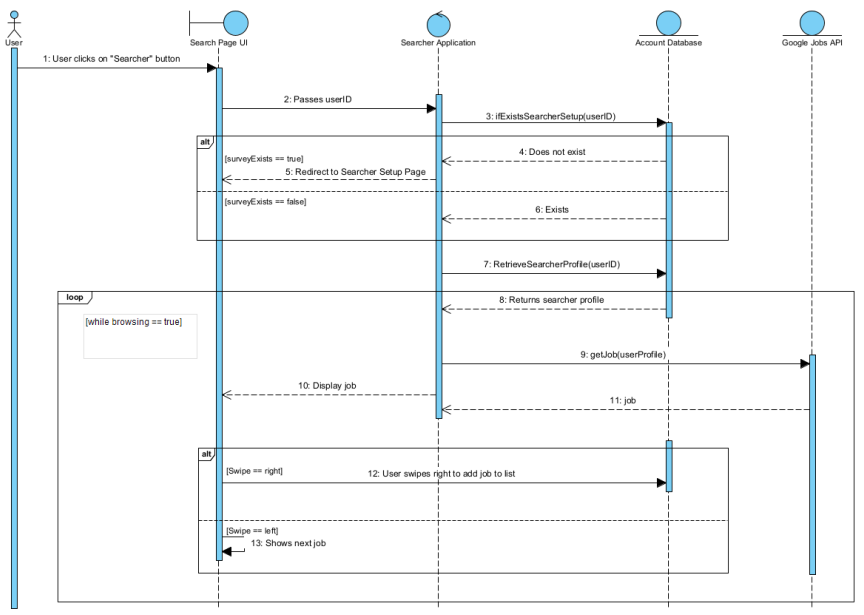 User
Search Page UI
Searcher Application
Account Database
Google Jobs API
1: User clicks on "Searcher" button
2: Passes userID
3: ifExistsSearcherSetup(userID)
alt
4: Does not exist
[surveyExists == true]
5: Redirect to Searcher Setup Page
[surveyExists == false]
6: Exists
7: RetrieveSearcherProfile(userID)
loop
8: Returns searcher profile
[while browsing == true]
9: getJob(userProfile)
10: Display job
11: job
alt
[Swipe == right]
12: User swipes right to add job to list
[Swipe == left]
13: Shows next job